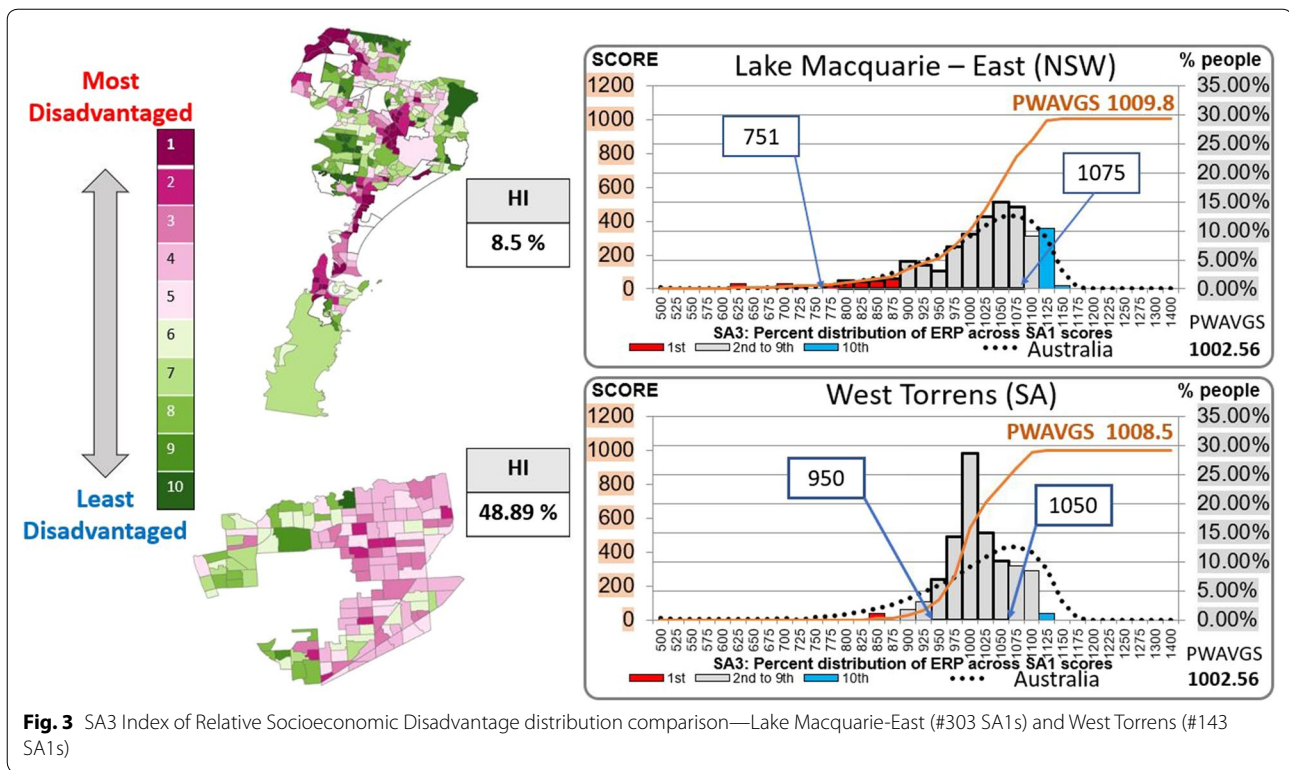 Most
Disadvantaged
1
2
3
4
5
6
7
8
9
10
Least
Disadvantaged
HI
8.5 %
HI
48.89 %
SCORE
Lake Macquarie – East (NSW)
% people
1200
1000
800
600
400
200
0
PWAVGS 1009.8
751
1075
35.00%
30.00%
25.00%
20.00%
15.00%
10.00%
5.00%
0.00%
500 525 575 600 625 650 675 700 725 750 775 800 825 850 875 900 925 950 975 1000 1025 1050 1075 1100 1125 1150 1175 1200 1225 1250 1275 1300 1350 1400
SA3: Percent distribution of ERP across SA1 scores
1st 2nd to 9th 10th Australia
PWAVGS
1002.56
SCORE
West Torrens (SA)
% people
1200
1000
800
600
400
200
0
PWAVGS 1008.5
950
1050
35.00%
30.00%
25.00%
20.00%
15.00%
10.00%
5.00%
0.00%
500 525 575 600 625 650 675 700 725 750 775 800 825 850 875 900 925 950 975 1000 1025 1050 1075 1100 1125 1150 1175 1200 1225 1250 1275 1300 1350 1400
SA3: Percent distribution of ERP across SA1 scores
1st 2nd to 9th 10th Australia
PWAVGS
1002.56
Fig. 3 SA3 Index of Relative Socioeconomic Disadvantage distribution comparison—Lake Macquarie-East (#303 SA1s) and West Torrens (#143
SA1s)